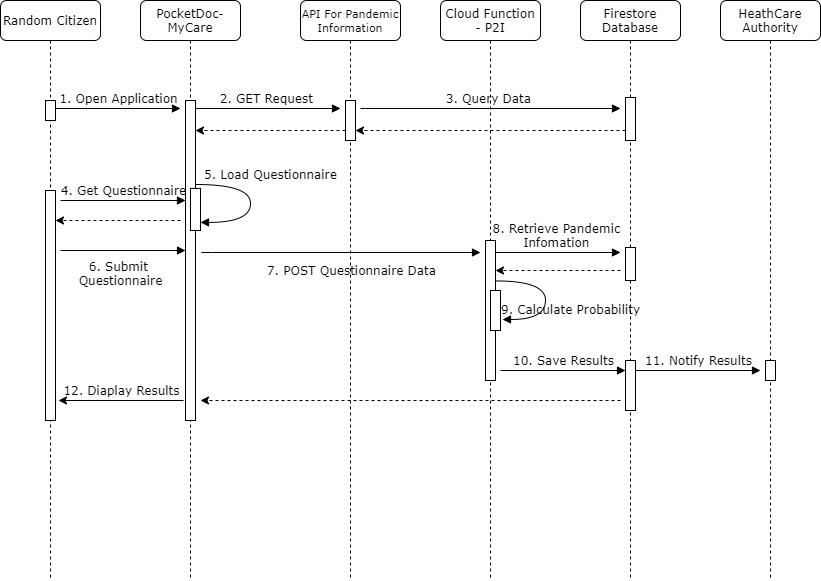 Random Citizen
PocketDoc-
MyCare
API For Pandemic
Information
Cloud Function
- P2I
Firestore
Database
HeathCare
Authority
1. Open Application
2. GET Request
3. Query Data
5. Load Questionnaire
4. Get Questionnaire
8. Retrieve Pandemic
Infomation
6. Submit
Questionnaire
7. POST Questionnaire Data
9. Calculate Probability
10. Save Results
11. Notify Results
12. Diaplay Results